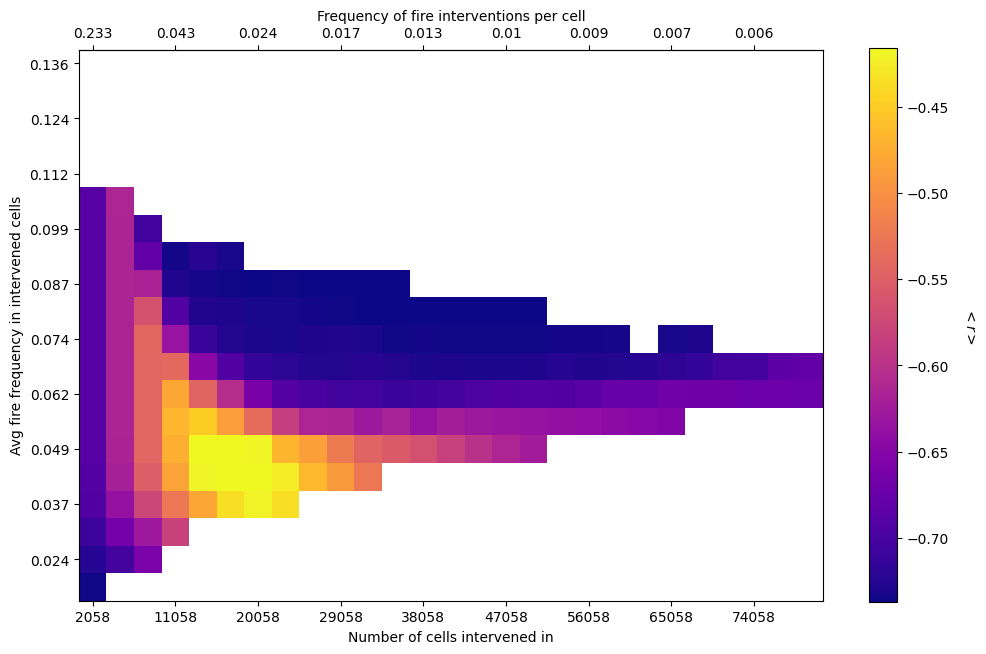 Frequency of fire interventions per cell
0.233 0.043 0.024 0.017 0.013 0.01 0.009 0.007 0.006
Avg fire frequency in intervened cells
0.136
0.124
0.112
0.099
0.087
0.074
0.062
0.049
0.037
0.024
2058 11058 20058 29058 38058 47058 56058 65058 74058
Number of cells intervened in
−0.45
−0.50
−0.55
−0.60
−0.65
−0.70
< r >